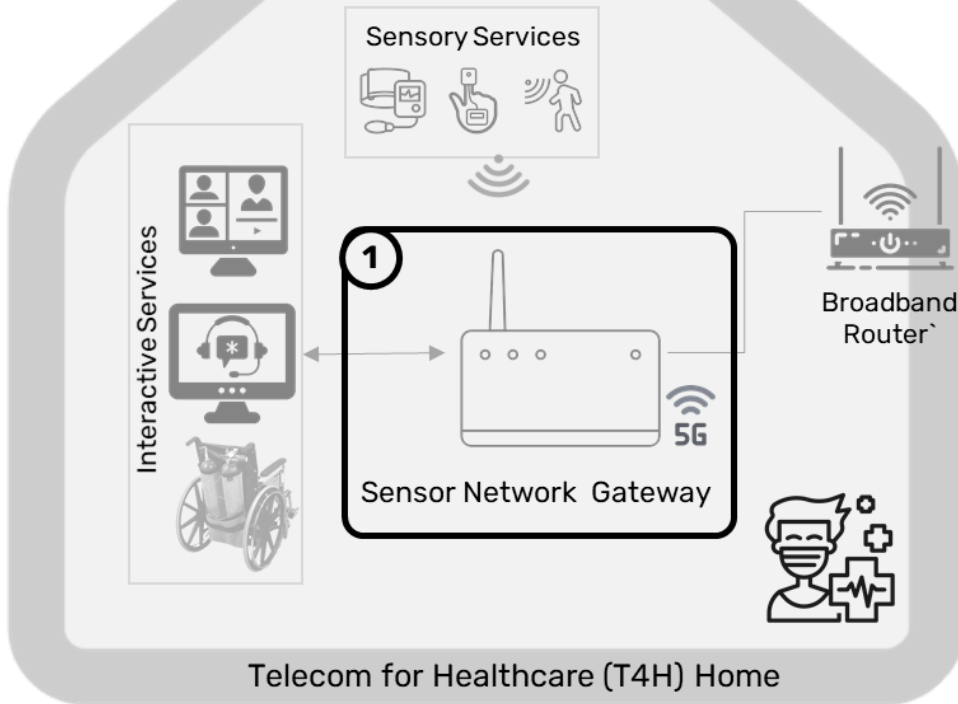 Sensory Services
Interactive Services
1
5G
Sensor Network Gateway
Broadband
Router`
Telecom for Healthcare (T4H) Home